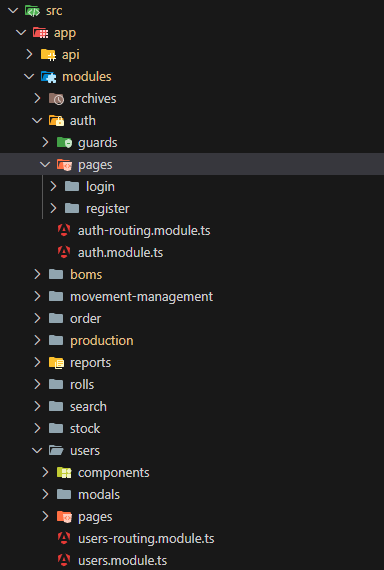 src
app
api
modules
archives
auth
guards
pages
login
register
auth-routing.module.ts
auth.module.ts
boms
movement-management
order
production
reports
rolls
search
stock
users
components
modals
pages
users-routing.module.ts
users.module.ts